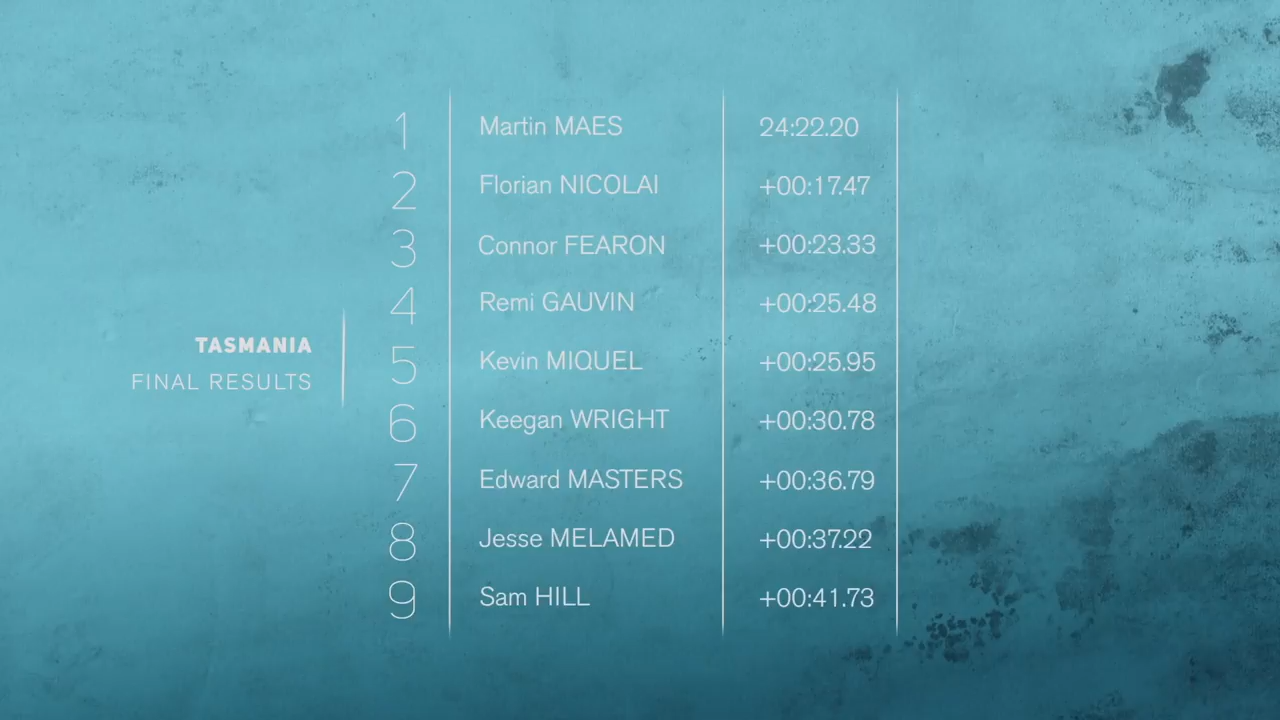 TASMANIA
FINAL RESULTS
1 Martin MAES 24:22.20
2 Florian NICOLAI +00:17.47
3 Connor FEARON +00:23.33
4 Remi GAUVIN +00:25.48
5 Kevin MIQUEL +00:25.95
6 Keegan WRIGHT +00:30.78
7 Edward MASTERS +00:36.79
8 Jesse MELAMED +00:37.22
9 Sam HILL +00:41.73